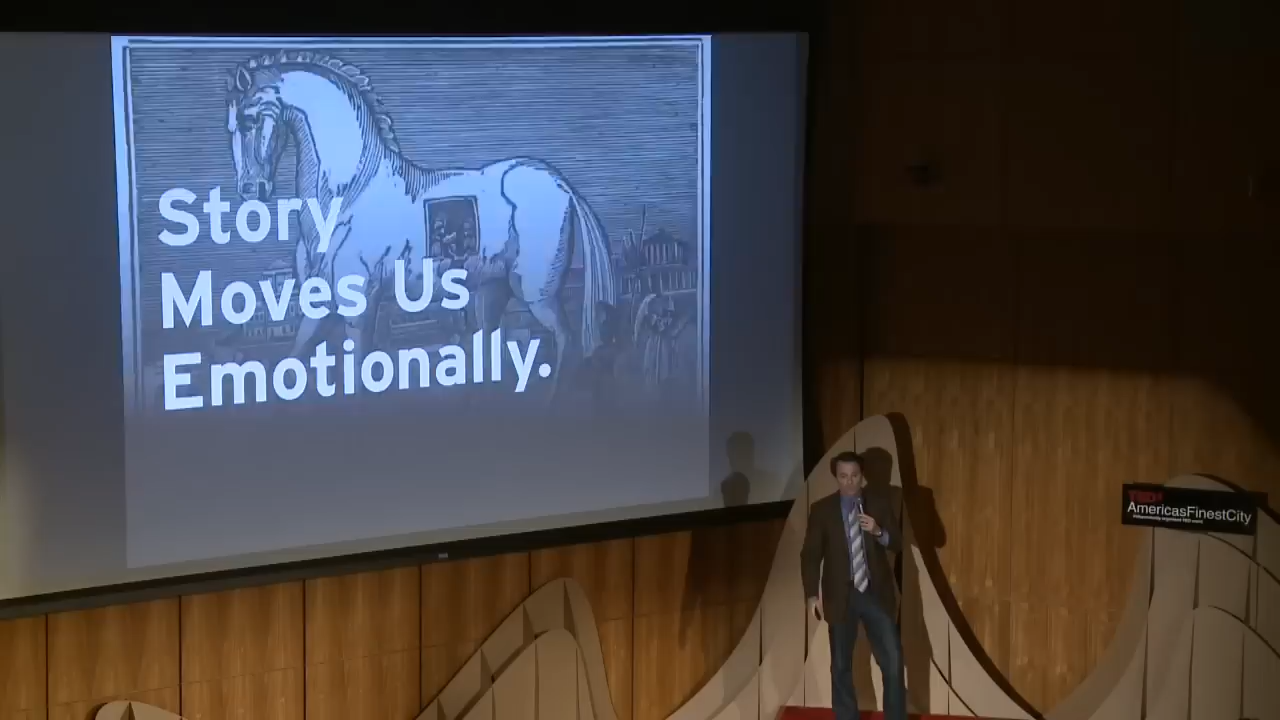 Story
Moves Us
Emotionally.
TEDx
AmericasFinestCity